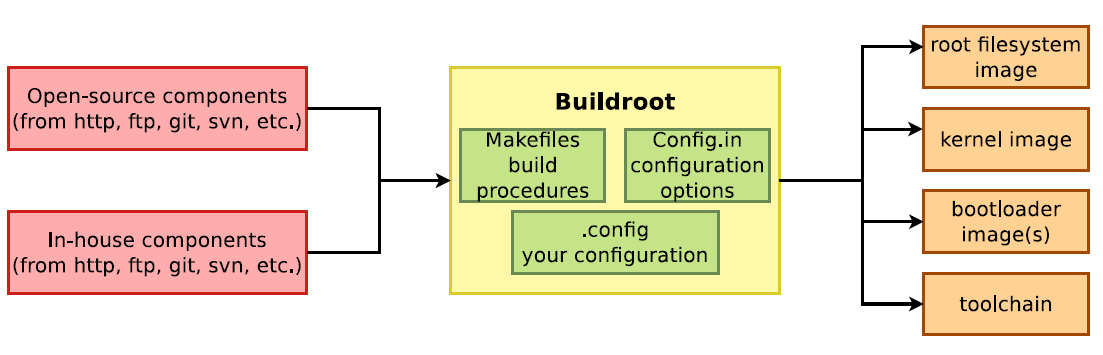 Open-source components
(from http, ftp, git, svn, etc.)
In-house components
(from http, ftp, git, svn, etc.)
Buildroot
Makefiles
build
procedures
Config.in
configuration
options
.config
your configuration
root filesystem
image
kernel image
bootloader
image(s)
toolchain